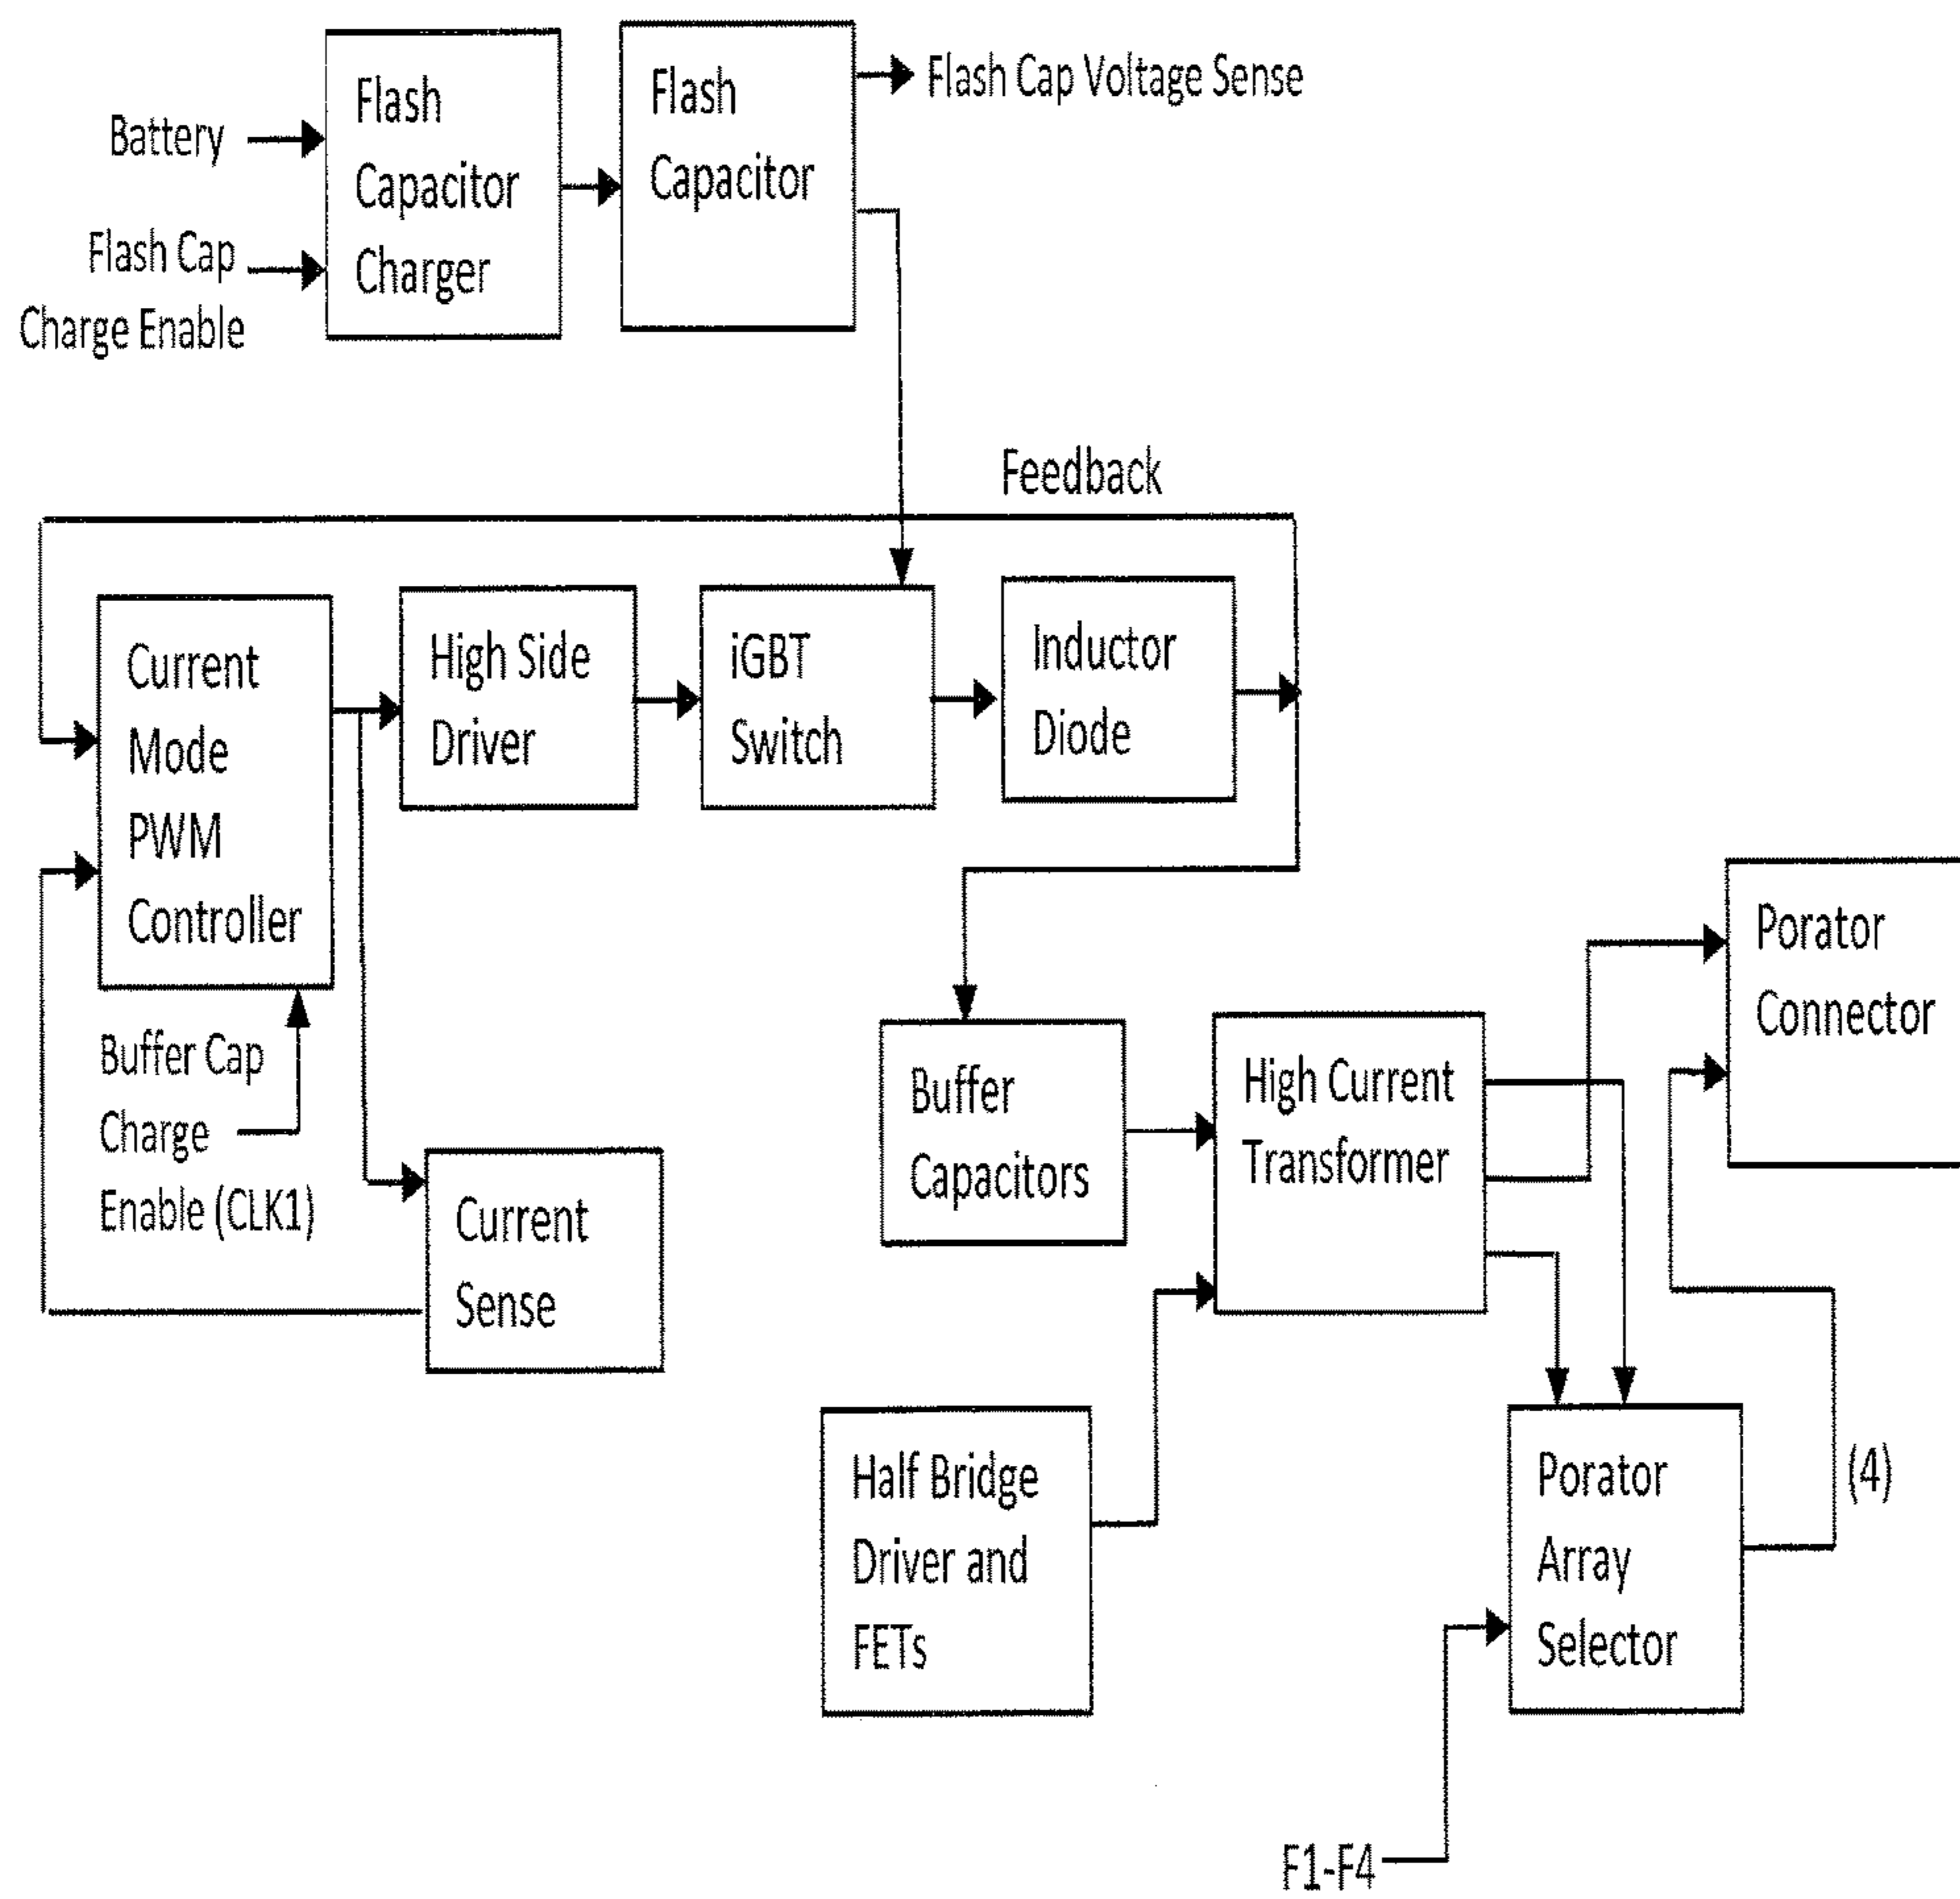 Battery
Flash Cap
Charge Enable
Flash
Capacitor
Charger
Flash
Capacitor
Flash Cap Voltage Sense
Feedback
Current
Mode
PWM
Controller
High Side
Driver
iGBT
Switch
Inductor
Diode
Buffer Cap
Charge
Enable (CLK1)
Current
Sense
Buffer
Capacitors
High Current
Transformer
Porator
Connector
Half Bridge
Driver and
FETs
Porator
Array
Selector
(4)
F1-F4